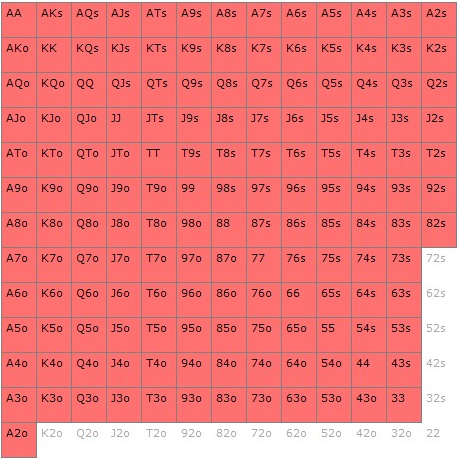 AA AKs AQs AJs ATs A9s A8s A7s A6s A5s A4s A3s A2s
AKo KK KQs KJs KTs K9s K8s K7s K6s K5s K4s K3s K2s
AQo KQo QQ QJs QTs Q9s Q8s Q7s Q6s Q5s Q4s Q3s Q2s
AJo KJo QJo JJ JTs J9s J8s J7s J6s J5s J4s J3s J2s
ATo KTo QTo JTo TT T9s T8s T7s T6s T5s T4s T3s T2s
A9o K9o Q9o J9o T9o 99 98s 97s 96s 95s 94s 93s 92s
A8o K8o Q8o J8o T8o 98o 88 87s 86s 85s 84s 83s 82s
A7o K7o Q7o J7o T7o 97o 87o 77 76s 75s 74s 73s 72s
A6o K6o Q6o J6o T6o 96o 86o 76o 66 65s 64s 63s 62s
A5o K5o Q5o J5o T5o 95o 85o 75o 65o 55 54s 53s 52s
A4o K4o Q4o J4o T4o 94o 84o 74o 64o 54o 44 43s 42s
A3o K3o Q3o J3o T3o 93o 83o 73o 63o 53o 43o 33 32s
A2o K2o Q2o J2o T2o 92o 82o 72o 62o 52o 42o 32o 22